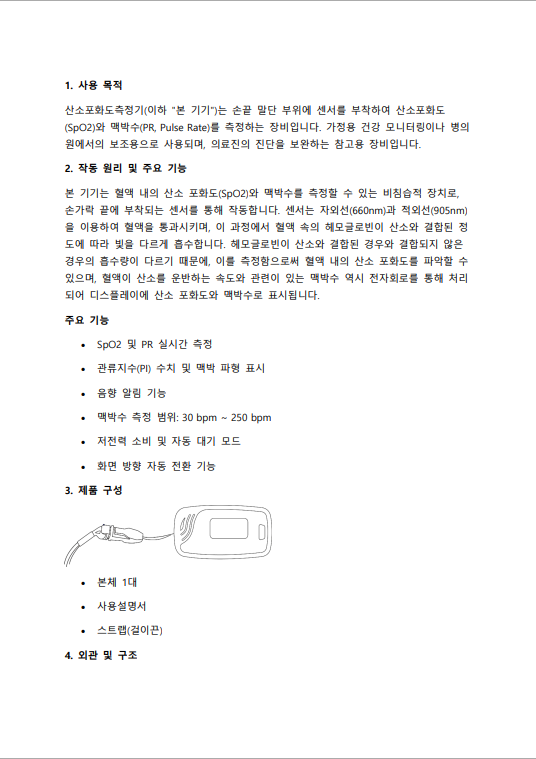 1. 사용 목적
산소포화도측정기(이하 "본 기기")는 손끝 말단 부위에 센서를 부착하여 산소포화도
(SpO2)와 맥박수(PR, Pulse Rate)를 측정하는 장비입니다. 가정용 건강 모니터링이나 병의
원에서의 보조용으로 사용되며, 의료진의 진단을 보완하는 참고용 장비입니다.
2. 작동 원리 및 주요 기능
본 기기는 혈액 내의 산소 포화도(SpO2)와 맥박수를 측정할 수 있는 비침습적 장치로,
손가락 끝에 부착되는 센서를 통해 작동합니다. 센서는 자외선(660nm)과 적외선(905nm)
을 이용하여 혈액을 통과시키며, 이 과정에서 혈액 속의 헤모글로빈이 산소와 결합된 정
도에 따라 빛을 다르게 흡수합니다. 헤모글로빈이 산소와 결합된 경우와 결합되지 않은
경우의 흡수량이 다르기 때문에, 이를 측정함으로써 혈액 내의 산소 포화도를 파악할 수
있으며, 혈액이 산소를 운반하는 속도와 관련이 있는 맥박수 역시 전자회로를 통해 처리
되어 디스플레이에 산소 포화도와 맥박수로 표시됩니다.
주요 기능
• SpO2 및 PR 실시간 측정
• 관류지수(PI) 수치 및 맥박 파형 표시
• 음향 알림 기능
• 맥박수 측정 범위: 30 bpm ~ 250 bpm
• 저전력 소비 및 자동 대기 모드
• 화면 방향 자동 전환 기능
3. 제품 구성
• 본체 1대
• 사용설명서
• 스트랩(걸이끈)
4. 외관 및 구조